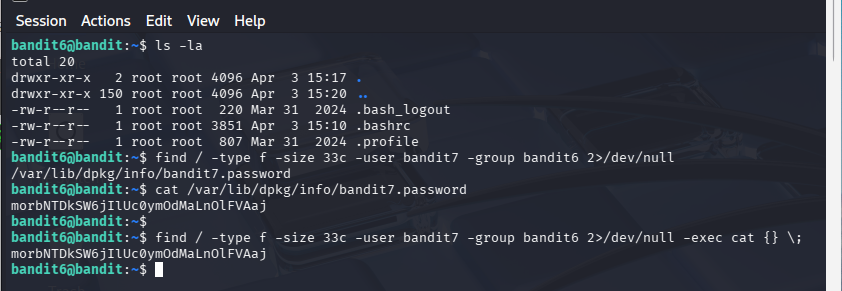 Session Actions Edit View Help
bandit6@bandit:~$ ls -la
total 20
drwxr-xr-x   2 root root 4096 Apr  3 15:17 .
drwxr-xr-x 150 root root 4096 Apr  3 15:20 ..
-rw-r--r--   1 root root  220 Mar 31  2024 .bash_logout
-rw-r--r--   1 root root 3851 Apr  3 15:10 .bashrc
-rw-r--r--   1 root root  807 Mar 31  2024 .profile
bandit6@bandit:~$ find / -type f -size 33c -user bandit7 -group bandit6 2>/dev/null
/var/lib/dpkg/info/bandit7.password
bandit6@bandit:~$ cat /var/lib/dpkg/info/bandit7.password
morbNTDkSW6jIlUc0ymOdMaLnOlFVAaj
bandit6@bandit:~$
bandit6@bandit:~$ find / -type f -size 33c -user bandit7 -group bandit6 2>/dev/null -exec cat {} \;
morbNTDkSW6jIlUc0ymOdMaLnOlFVAaj
bandit6@bandit:~$